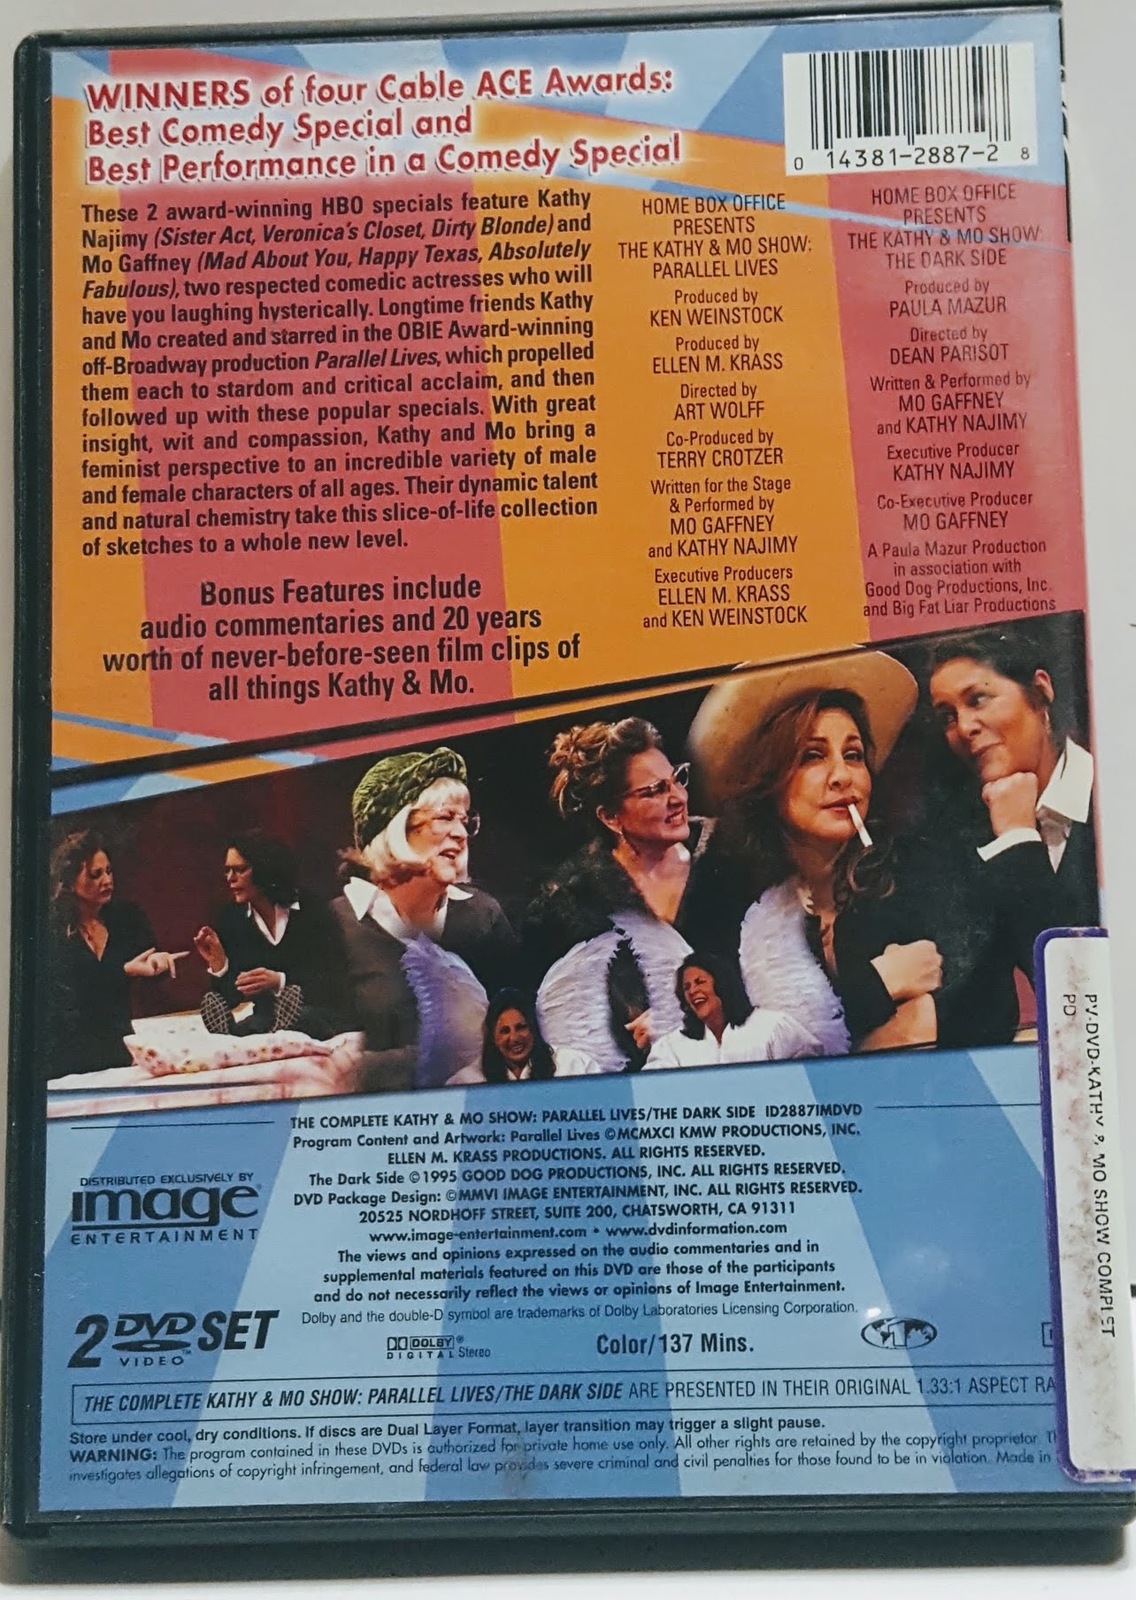 WINNERS of four Cable ACE Awards:
Best Comedy Special and
Best Performance in a Comedy Special
0 14381-2887-2 8
These 2 award-winning HBO specials feature Kathy
Najimy (Sister Act, Veronica's Closet, Dirty Blonde) and
Mo Gaffney (Mad About You, Happy Texas, Absolutely
Fabulous), two respected comedic actresses who will
have you laughing hysterically. Longtime friends Kathy
and Mo created and starred in the OBIE Award-winning
off-Broadway production Parallel Lives, which propelled
them each to stardom and critical acclaim, and then
followed up with these popular specials. With great
insight, wit and compassion, Kathy and Mo bring a
feminist perspective to an incredible variety of male
and female characters of all ages. Their dynamic talent
and natural chemistry take this slice-of-life collection
of sketches to a whole new level.
Bonus Features include
audio commentaries and 20 years
worth of never-before-seen film clips of
all things Kathy & Mo.
HOME BOX OFFICE
PRESENTS
THE KATHY & MO SHOW:
PARALLEL LIVES
Produced by
KEN WEINSTOCK
Produced by
ELLEN M. KRASS
Directed by
ART WOLFF
Co-Produced by
TERRY CROTZER
Written for the Stage
& Performed by
MO GAFFNEY
and KATHY NAJIMY
Executive Producers
ELLEN M. KRASS
and KEN WEINSTOCK
HOME BOX OFFICE
PRESENTS
THE KATHY & MO SHOW:
THE DARK SIDE
Produced by
PAULA MAZUR
Directed by
DEAN PARISOT
Written & Performed by
MO GAFFNEY
and KATHY NAJIMY
Executive Producer
KATHY NAJIMY
Co-Executive Producer
MO GAFFNEY
A Paula Mazur Production
in association with
Good Dog Productions, Inc.
and Big Fat Liar Productions
PV-DVD-KATHY & MO SHOW COMPLET
PD
THE COMPLETE KATHY & MO SHOW: PARALLEL LIVES/THE DARK SIDE ID2887IMDVD
Program Content and Artwork: Parallel Lives ©MCMXCI KMW PRODUCTIONS, INC.
ELLEN M. KRASS PRODUCTIONS. ALL RIGHTS RESERVED.
The Dark Side ©1995 GOOD DOG PRODUCTIONS, INC. ALL RIGHTS RESERVED.
DVD Package Design: ©MMVI IMAGE ENTERTAINMENT, INC. ALL RIGHTS RESERVED.
20525 NORDHOFF STREET, SUITE 200, CHATSWORTH, CA 91311
www.image-entertainment.com • www.dvdinformation.com
The views and opinions expressed on the audio commentaries and in
supplemental materials featured on this DVD are those of the participants
and do not necessarily reflect the views or opinions of Image Entertainment.
Dolby and the double-D symbol are trademarks of Dolby Laboratories Licensing Corporation.
DISTRIBUTED EXCLUSIVELY BY
image®
ENTERTAINMENT
2 DVD VIDEO™ SET
DOLBY®
DIGITAL Stereo
Color/137 Mins.
THE COMPLETE KATHY & MO SHOW: PARALLEL LIVES/THE DARK SIDE ARE PRESENTED IN THEIR ORIGINAL 1.33:1 ASPECT RA
Store under cool, dry conditions. If discs are Dual Layer Format, layer transition may trigger a slight pause.
WARNING: The program contained in these DVDs is authorized for private home use only. All other rights are retained by the copyright proprietor. Th
investigates allegations of copyright infringement, and federal law provides severe criminal and civil penalties for those found to be in violation. Made in